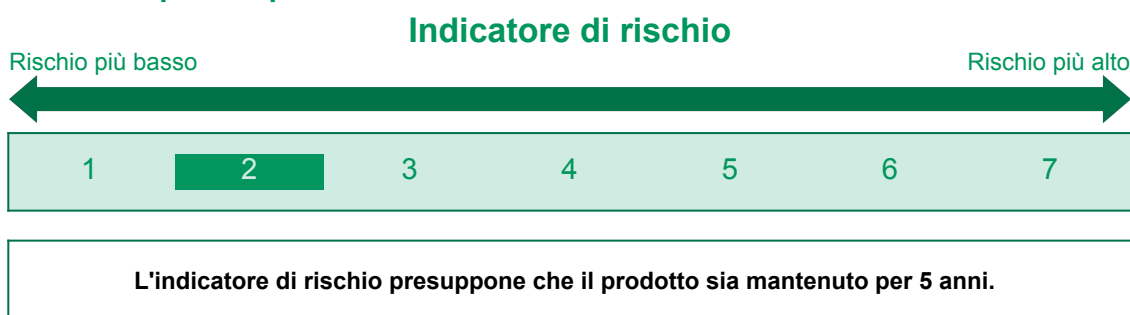 Indicatore di rischio
Rischio più basso Rischio più alto
1 2 3 4 5 6 7
L'indicatore di rischio presuppone che il prodotto sia mantenuto per 5 anni.